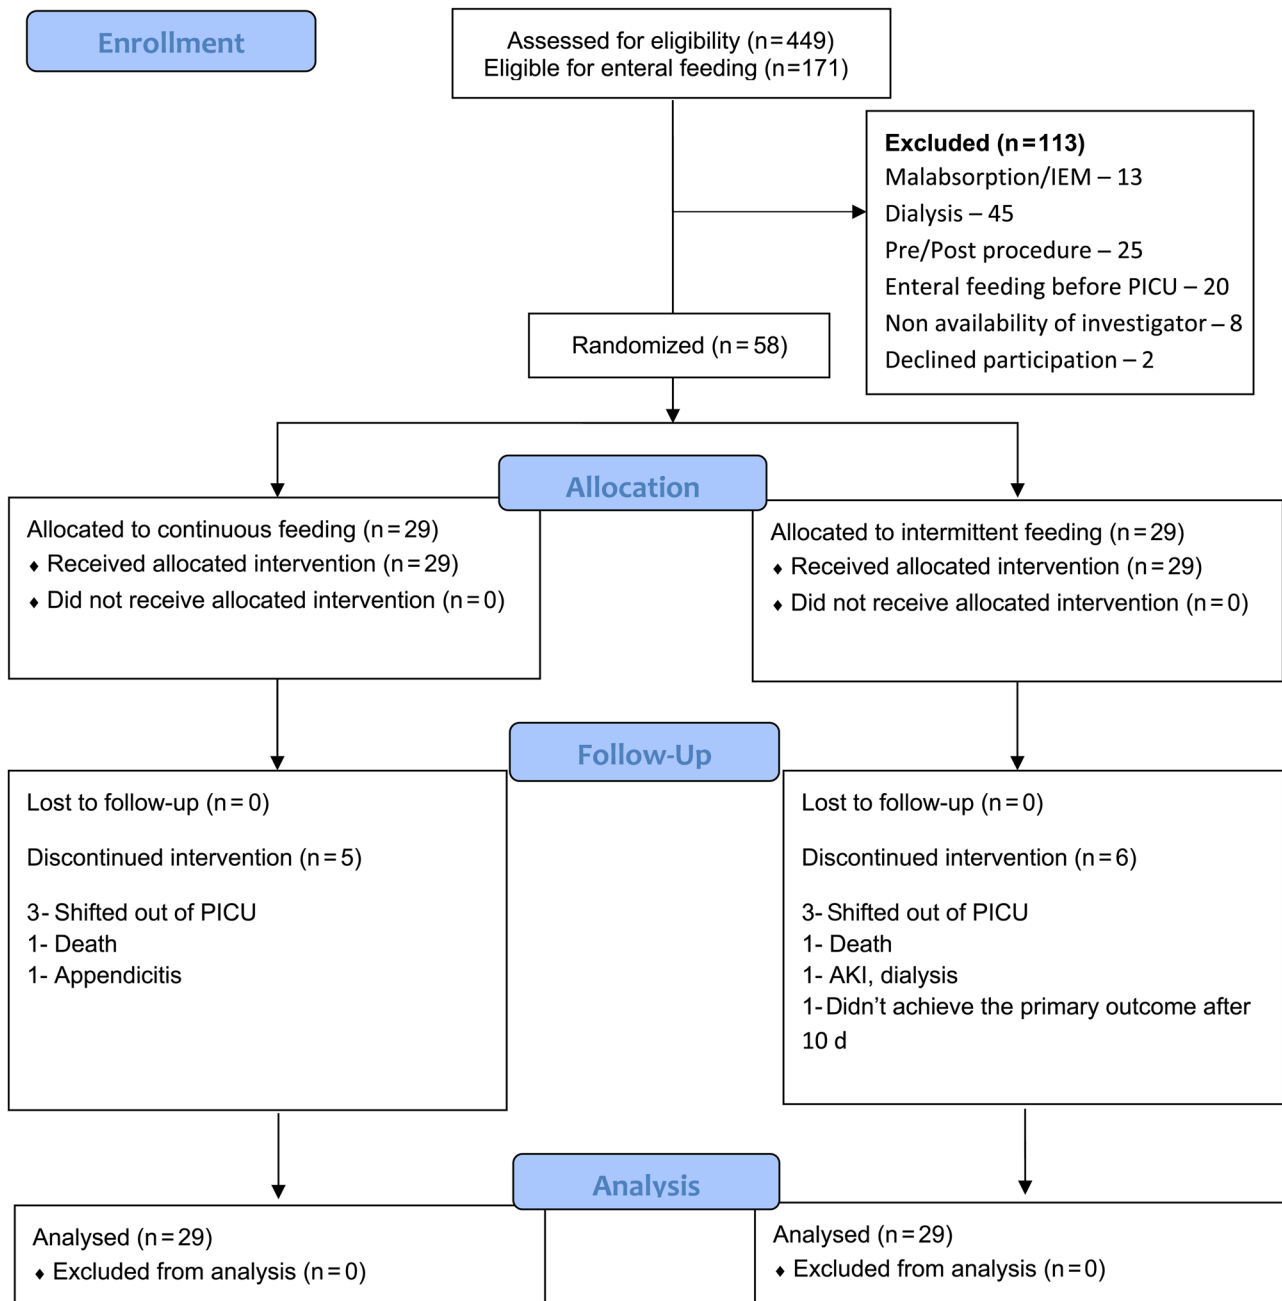 Enrollment
Assessed for eligibility (n=449)
Eligible for enteral feeding (n=171)
Excluded (n=113)
Malabsorption/IEM – 13
Dialysis – 45
Pre/Post procedure – 25
Enteral feeding before PICU – 20
Non availability of investigator – 8
Declined participation – 2
Randomized (n=58)
Allocation
Allocated to continuous feeding (n=29)
♦ Received allocated intervention (n=29)
♦ Did not receive allocated intervention (n=0)
Allocated to intermittent feeding (n=29)
♦ Received allocated intervention (n=29)
♦ Did not receive allocated intervention (n=0)
Follow-Up
Lost to follow-up (n=0)
Discontinued intervention (n=5)
3- Shifted out of PICU
1- Death
1- Appendicitis
Lost to follow-up (n=0)
Discontinued intervention (n=6)
3- Shifted out of PICU
1- Death
1- AKI, dialysis
1- Didn’t achieve the primary outcome after
10 d
Analysis
Analysed (n=29)
♦ Excluded from analysis (n=0)
Analysed (n=29)
♦ Excluded from analysis (n=0)